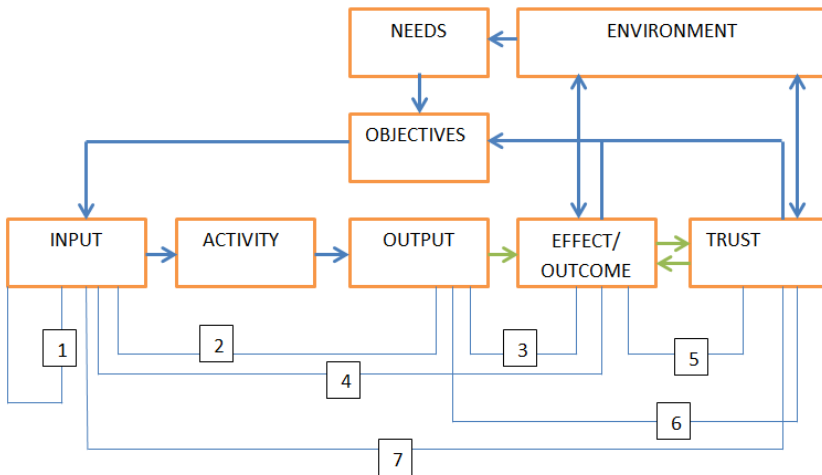 NEEDS
ENVIRONMENT
OBJECTIVES
INPUT
ACTIVITY
OUTPUT
EFFECT/
OUTCOME
TRUST
1
2
3
4
5
6
7